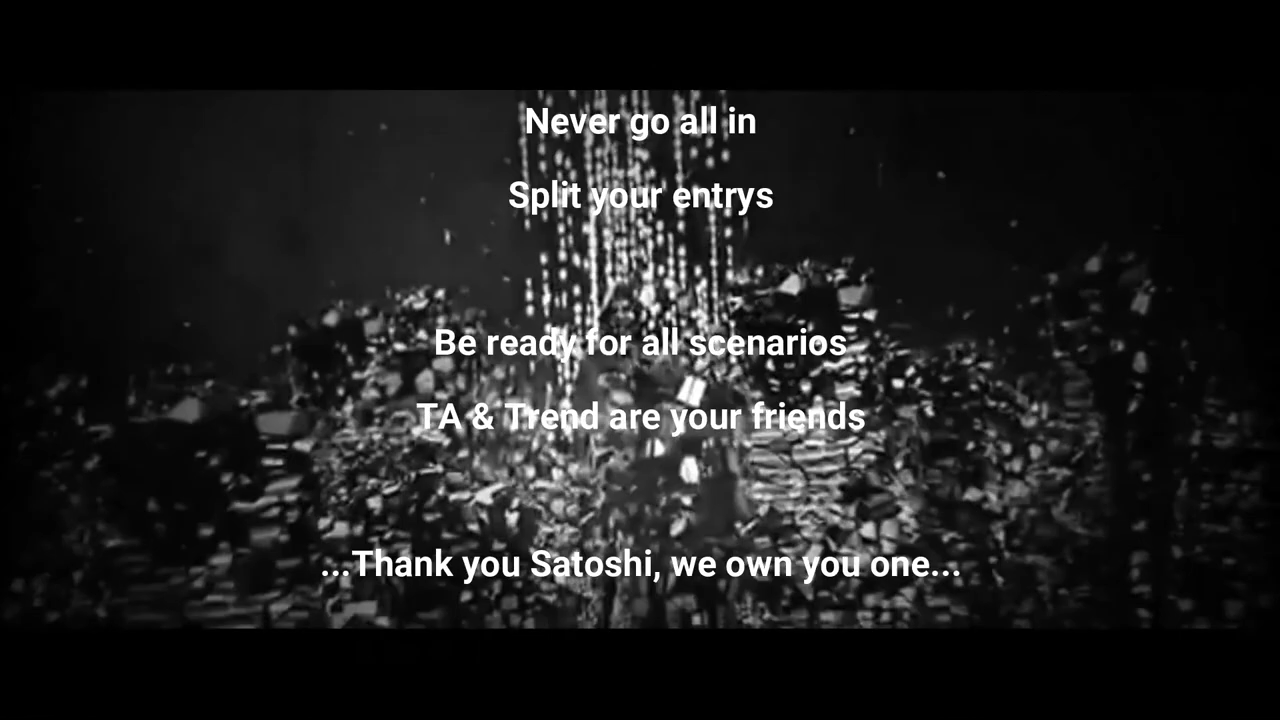 Never go all in
Split your entrys
Be ready for all scenarios
TA & Trend are your friends
...Thank you Satoshi, we own you one...